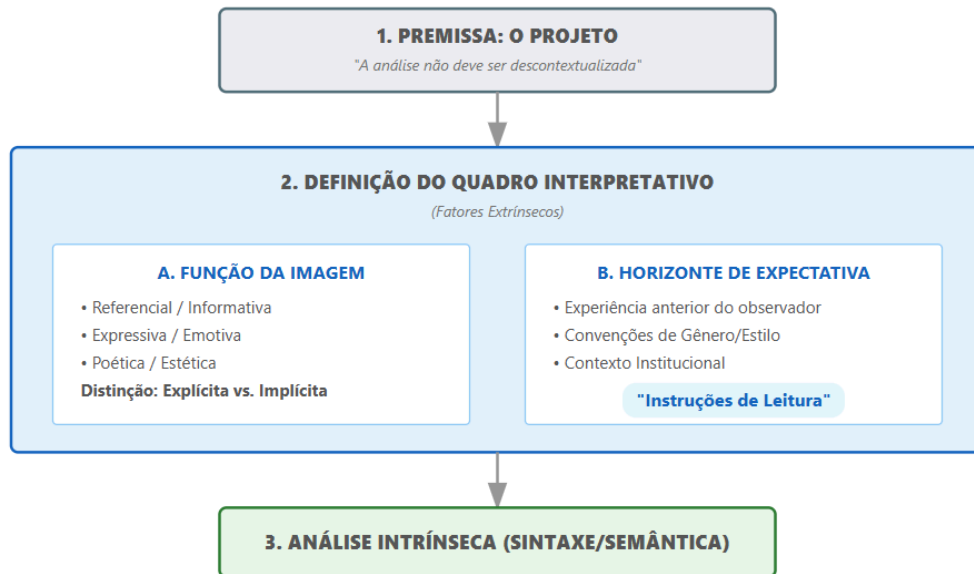 1. PREMISSA: O PROJETO
"A análise não deve ser descontextualizada"
2. DEFINIÇÃO DO QUADRO INTERPRETATIVO
(Fatores Extrínsecos)
A. FUNÇÃO DA IMAGEM
• Referencial / Informativa
• Expressiva / Emotiva
• Poética / Estética
Distinção: Explícita vs. Implícita
B. HORIZONTE DE EXPECTATIVA
• Experiência anterior do observador
• Convenções de Gênero/Estilo
• Contexto Institucional
"Instruções de Leitura"
3. ANÁLISE INTRÍNSECA (SINTAXE/SEMÂNTICA)